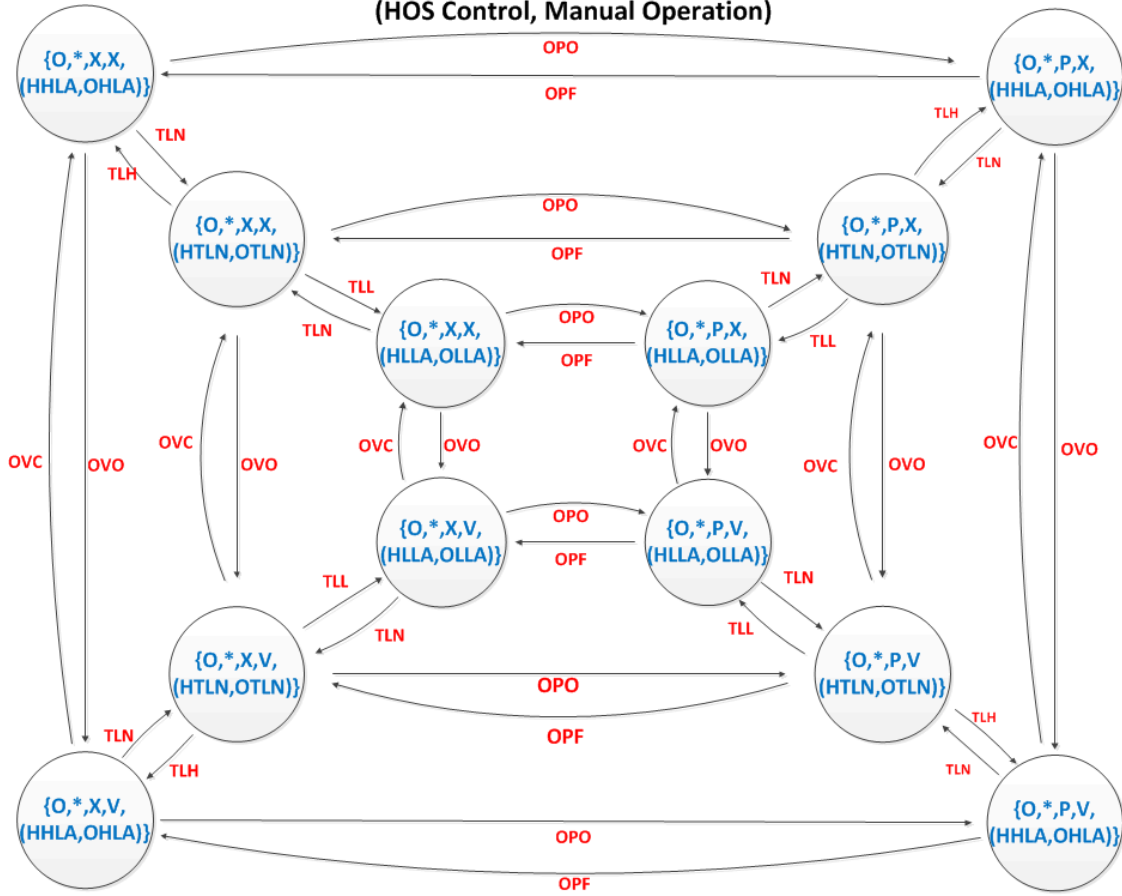 (HOS Control, Manual Operation)
{O,*,X,X,
(HHLA,OHLA)}
OPO
OPF
{O,*,P,X,
(HHLA,OHLA)}
TLN
TLH
TLH
TLN
{O,*,X,X,
(HTLN,OTLN)}
OPO
OPF
{O,*,P,X,
(HTLN,OTLN)}
TLL
TLN
{O,*,X,X,
(HLLA,OLLA)}
OPO
OPF
{O,*,P,X,
(HLLA,OLLA)}
TLN
TLL
OVC
OVO
OVC
OVO
OVC
OVO
OVC
OVO
OVC
OVO
OVC
OVO
{O,*,X,V,
(HLLA,OLLA)}
OPO
OPF
{O,*,P,V,
(HLLA,OLLA)}
TLL
TLN
TLN
TLL
{O,*,X,V,
(HTLN,OTLN)}
OPO
OPF
{O,*,P,V
(HTLN,OTLN)}
TLN
TLH
TLH
TLN
{O,*,X,V,
(HHLA,OHLA)}
OPO
OPF
{O,*,P,V,
(HHLA,OHLA)}